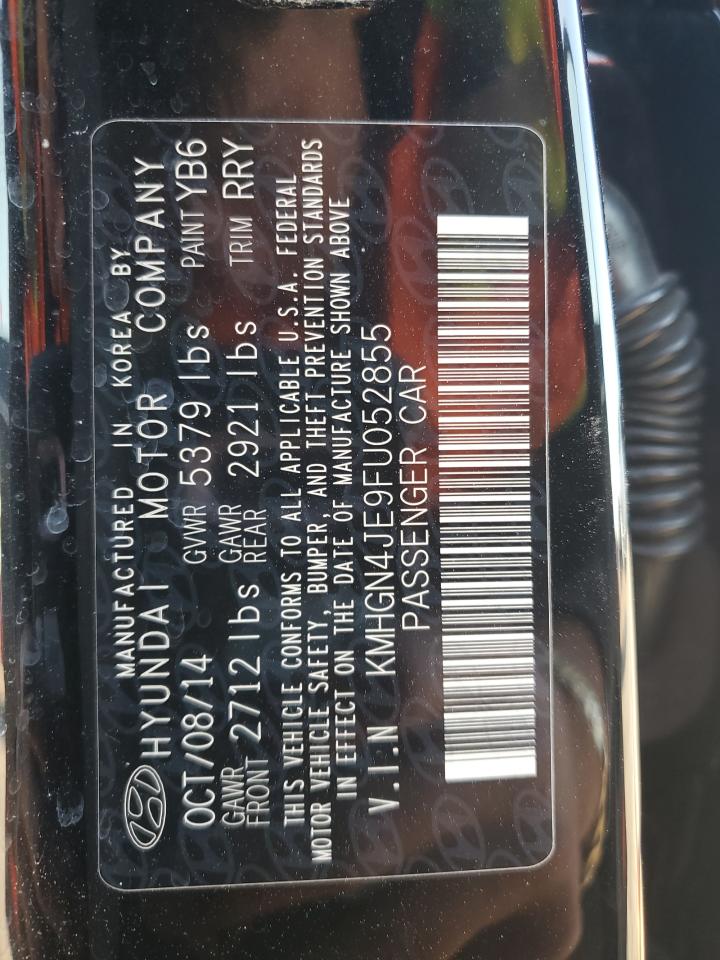 MANUFACTURED IN KOREA BY
HYUNDAI MOTOR COMPANY
OCT/08/14 GVWR 5379 lbs PAINT YB6
GAWR FRONT 2712 lbs GAWR REAR 2921 lbs TRIM RRY
THIS VEHICLE CONFORMS TO ALL APPLICABLE U.S.A. FEDERAL
MOTOR VEHICLE SAFETY, BUMPER, AND THEFT PREVENTION STANDARDS
IN EFFECT ON THE DATE OF MANUFACTURE SHOWN ABOVE
V.I.N KMHGN4JE9FU052855
PASSENGER CAR